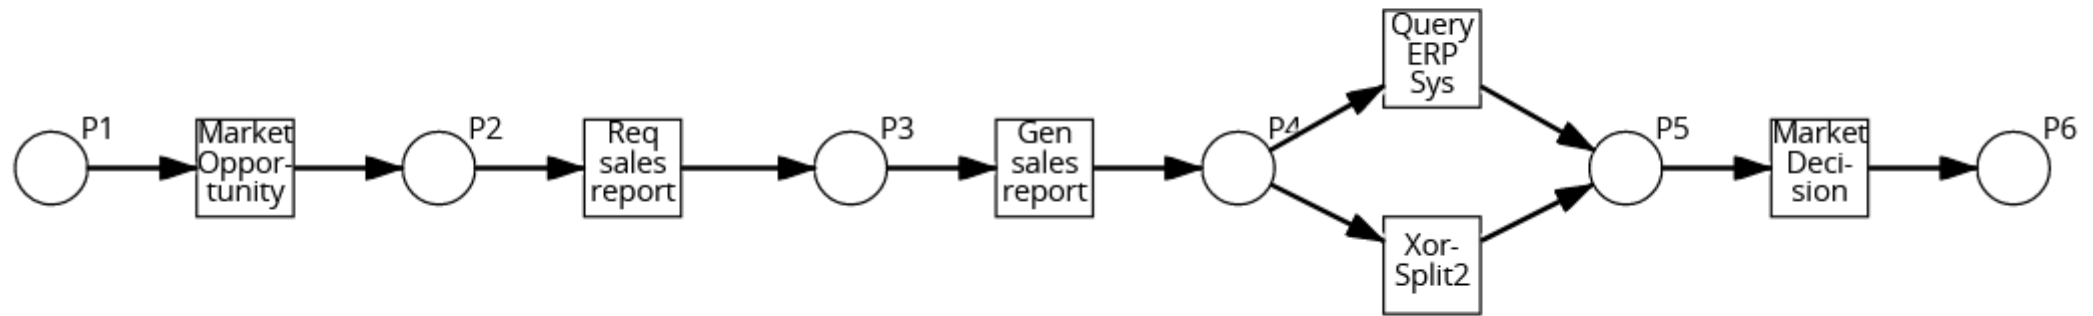 P1
Market
Oppor-
tunity
P2
Req
sales
report
P3
Gen
sales
report
P4
Query
ERP
Sys
Xor-
Split2
P5
Market
Deci-
sion
P6